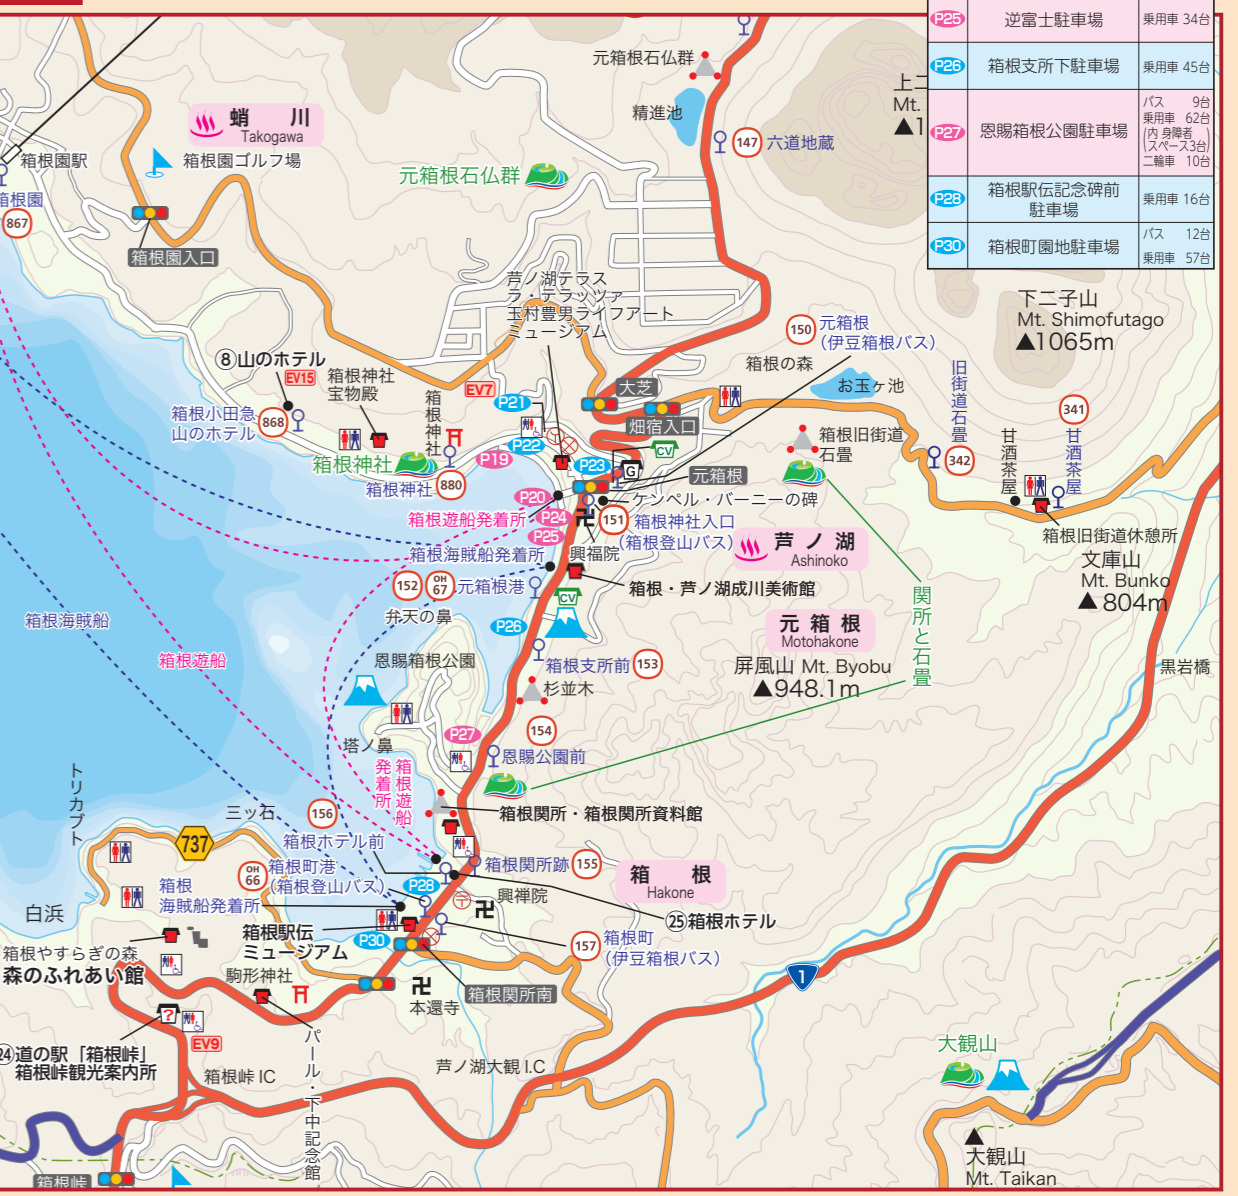 P25 逆富士駐車場 乗用車 34台
P26 箱根支所下駐車場 乗用車 45台
P27 恩賜箱根公園駐車場
バス 9台
乗用車 62台
(内 身障者
スペース3台)
二輪車 10台
P28 箱根駅伝記念碑前
駐車場
乗用車 16台
P30 箱根町園地駐車場
バス 12台
乗用車 57台
元箱根石仏群
精進池
147 六道地蔵
上二
Mt.
▲1
蛸 川
Takogawa
箱根園駅
箱根園ゴルフ場
元箱根石仏群
箱根園
867
箱根園入口
芦ノ湖テラス
ラ・テラッツァ
玉村豊男ライフアート
ミュージアム
下二子山
Mt. Shimofutago
▲1065m
150 元箱根
(伊豆箱根バス)
箱根の森
お玉ヶ池
旧街道石畳
342
341
甘酒茶屋
甘酒茶屋
⑧山のホテル
EV15
箱根神社
宝物殿
箱根神社
EV7
P21
大芝
畑宿入口
箱根小田急
山のホテル
868
箱根神社
P19
P22
P23
CV
G
元箱根
箱根旧街道
石畳
箱根神社
880
P20
ケンペル・バーニーの碑
箱根遊船発着所
P24
P25
151 箱根神社入口
(箱根登山バス)
箱根海賊船発着所
興福院
芦ノ湖
Ashinoko
箱根旧街道休憩所
文庫山
Mt. Bunko
▲804m
152
OH
67
元箱根港
箱根・芦ノ湖成川美術館
CV
弁天の鼻
P26
元箱根
Motohakone
関所と石畳
箱根海賊船
箱根遊船
恩賜箱根公園
箱根支所前 153
屏風山 Mt. Byobu
▲948.1m
黒岩橋
杉並木
P27
154
恩賜公園前
塔ノ鼻
箱根遊船
発着所
トリカブト
三ッ石
156
箱根関所・箱根関所資料館
737
箱根ホテル前
OH
66
箱根町港
(箱根登山バス)
箱根関所跡 155
箱根
Hakone
箱根
海賊船発着所
P28
興禅院
㉕箱根ホテル
白浜
箱根駅伝
ミュージアム
P30
157 箱根町
(伊豆箱根バス)
箱根やすらぎの森
森のふれあい館
駒形神社
1
本還寺
箱根関所南
?
24道の駅「箱根峠」
箱根峠観光案内所
EV9
パール・下中記念館
箱根峠 IC
芦ノ湖大観 I.C
大観山
箱根峠
▲
大観山
Mt. Taikan